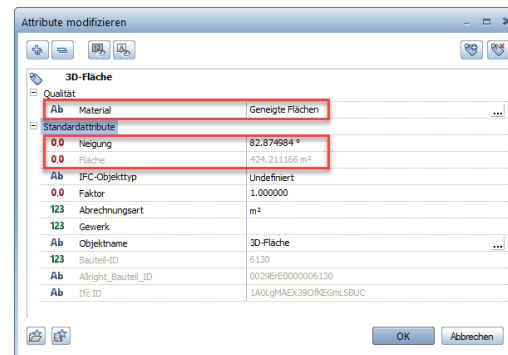 Attribute modifizieren
3D-Fläche
Qualität
Ab Material Geneigte Flächen ...
Standardattribute
0,0 Neigung 82.874984 °
0,0 Fläche 424.211166 m²
Ab IFC-Objekttyp Undefiniert
0,0 Faktor 1.000000
123 Abrechnungsart m²
123 Gewerk
Ab Objektname 3D-Fläche ...
123 Bauteil-ID 6130
Ab Allright_Bauteil_ID 0029ErE0000006130
Ab Ifc ID 1A0LgMAEX39OfKEGmLSBUC
OK Abbrechen